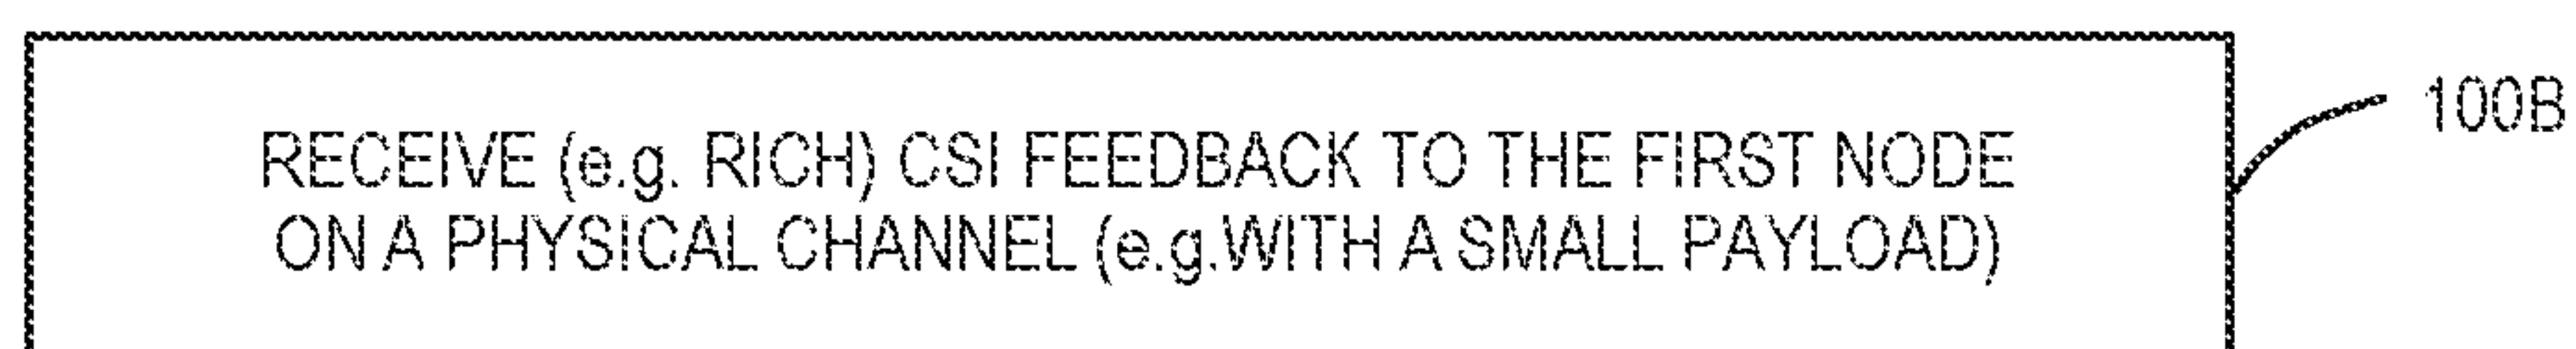 100B
RECEIVE (e.g. RICH) CSI FEEDBACK TO THE FIRST NODE
ON A PHYSICAL CHANNEL (e.g.WITH A SMALL PAYLOAD)